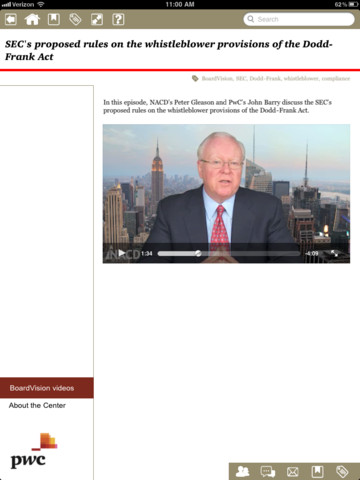 Verizon 11:00 AM 62%
Search
SEC's proposed rules on the whistleblower provisions of the Dodd-
Frank Act
BoardVision, SEC, Dodd-Frank, whistleblower, compliance
In this episode, NACD's Peter Gleason and PwC's John Barry discuss the SEC's
proposed rules on the whistleblower provisions of the Dodd-Frank Act.
NACD
1:34 -4:09
BoardVision videos
About the Center
pwc